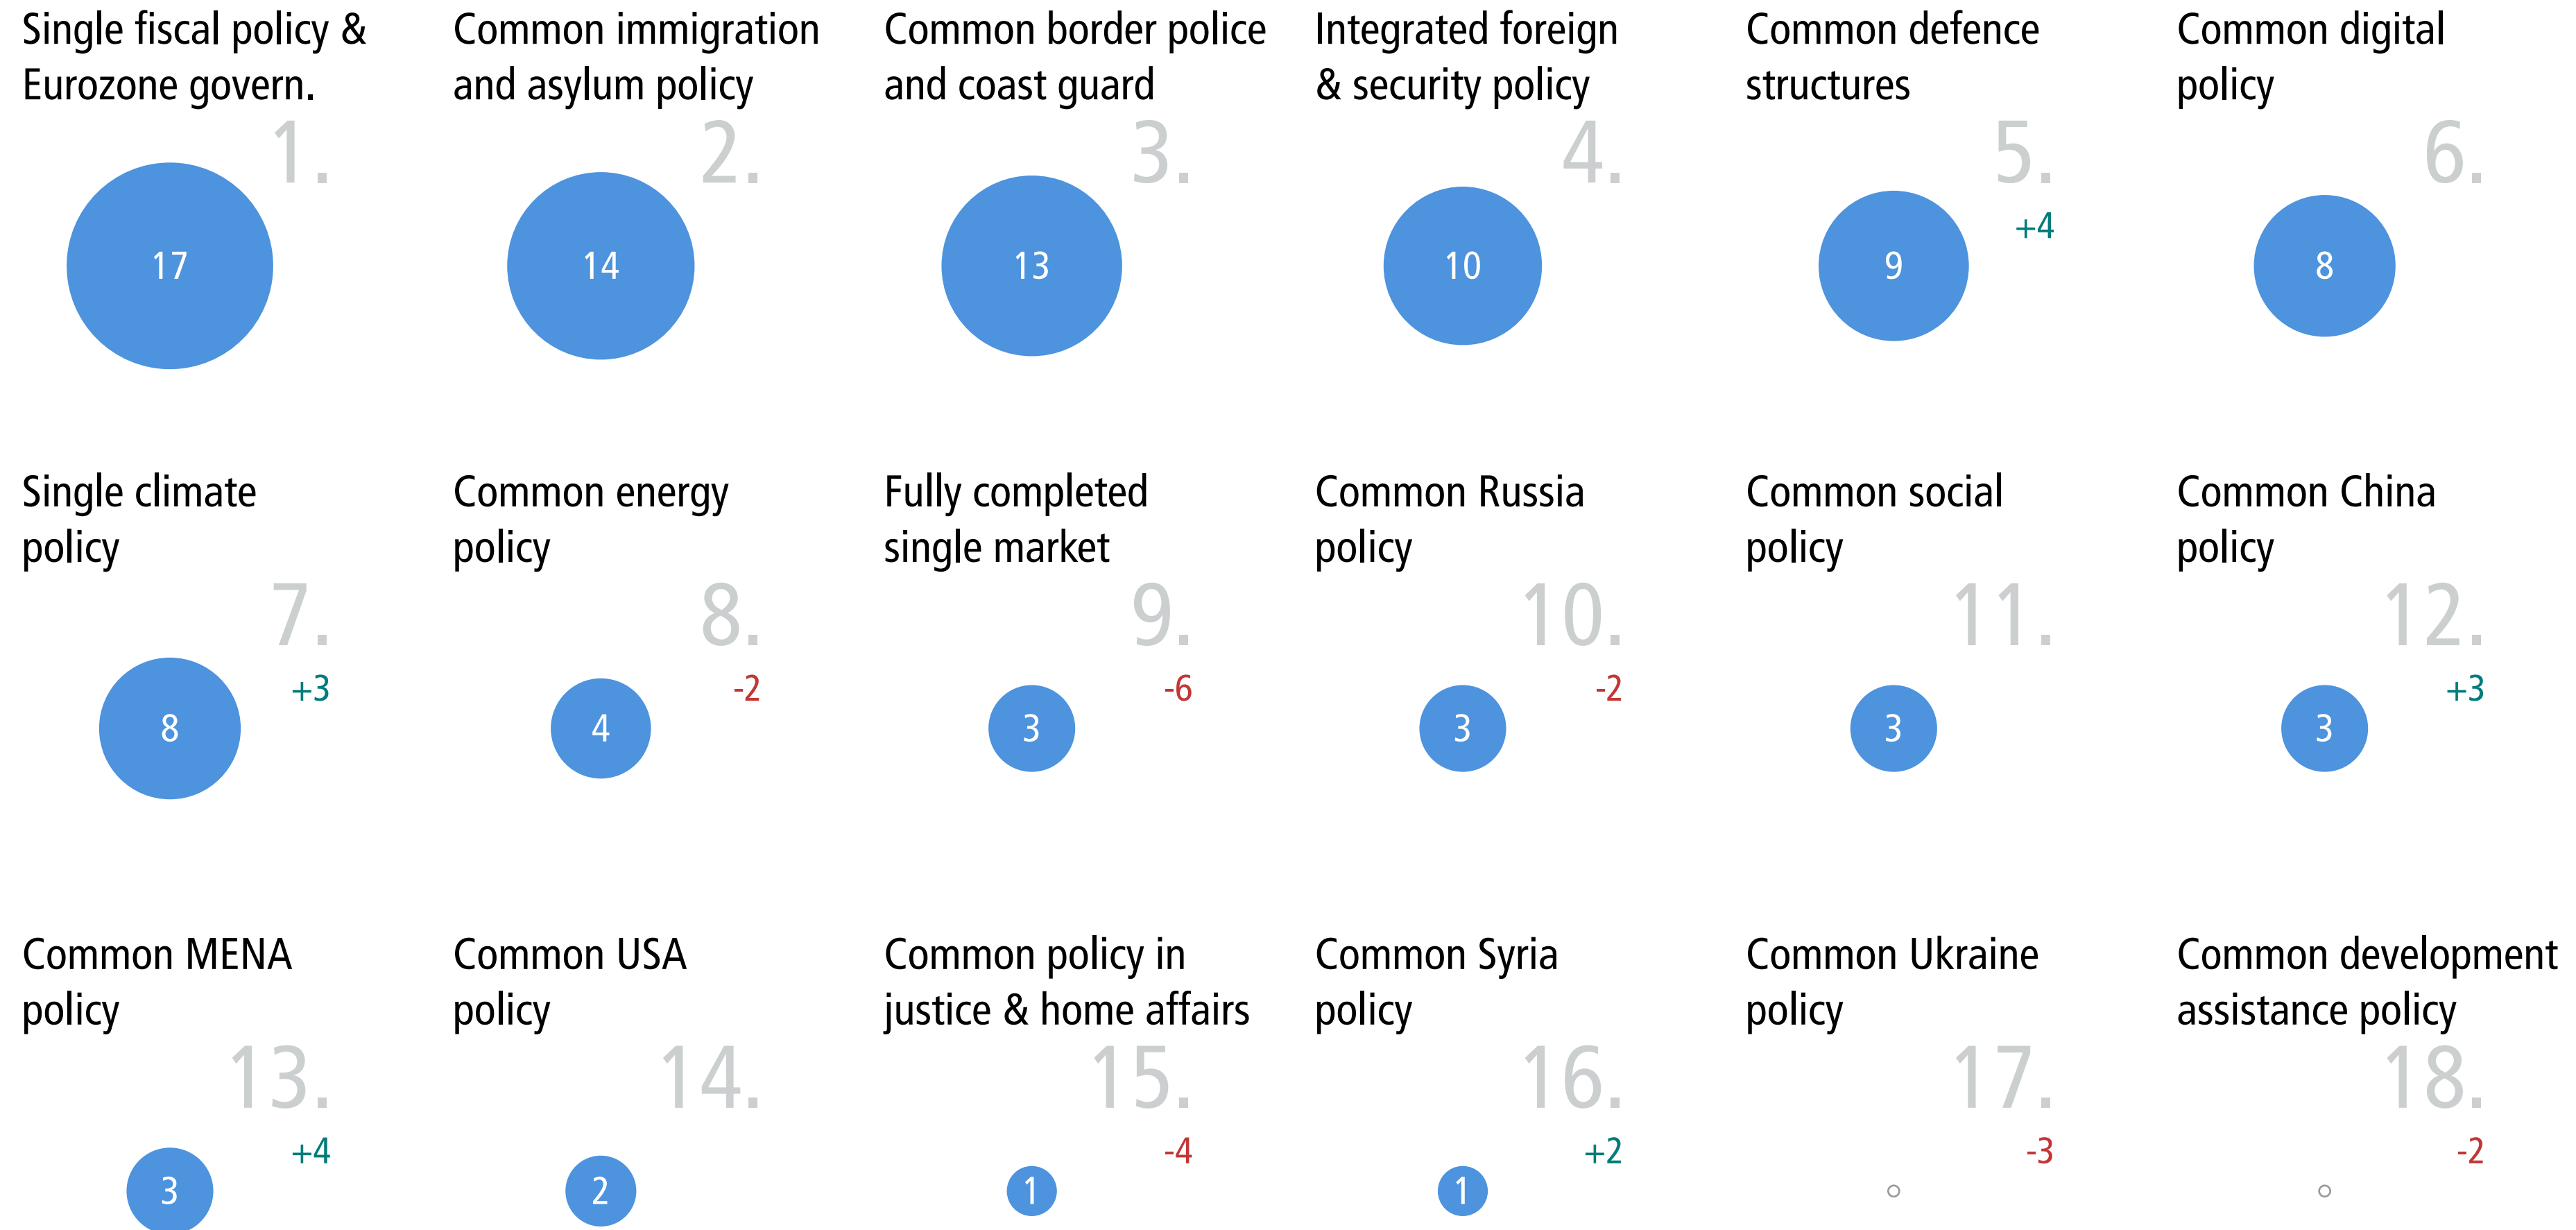 Single fiscal policy &
Eurozone govern.
1.
17
Common immigration
and asylum policy
2.
14
Common border police
and coast guard
3.
13
Integrated foreign
& security policy
4.
10
Common defence
structures
5.
+4
9
Common digital
policy
6.
8
Single climate
policy
7.
+3
8
Common energy
policy
8.
-2
4
Fully completed
single market
9.
-6
3
Common Russia
policy
10.
-2
3
Common social
policy
11.
3
Common China
policy
12.
+3
3
Common MENA
policy
13.
+4
3
Common USA
policy
14.
2
Common policy in
justice & home affairs
15.
-4
1
Common Syria
policy
16.
+2
1
Common Ukraine
policy
17.
-3
Common development
assistance policy
18.
-2